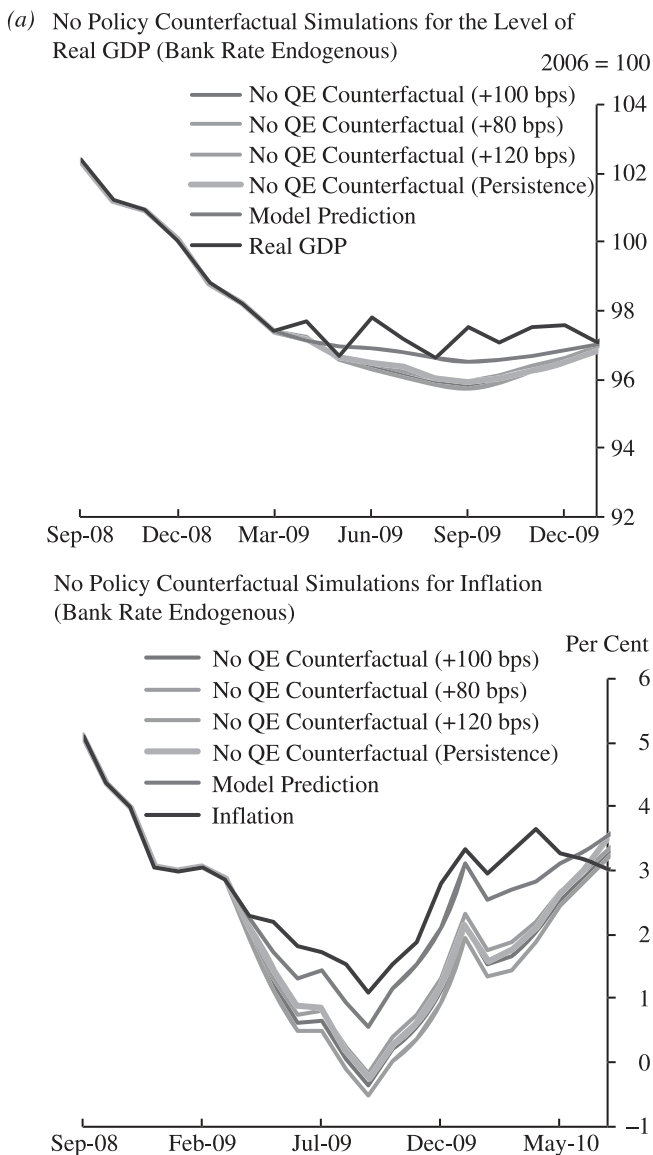 (a) No Policy Counterfactual Simulations for the Level of
Real GDP (Bank Rate Endogenous)
2006 = 100
No QE Counterfactual (+100 bps)
No QE Counterfactual (+80 bps)
No QE Counterfactual (+120 bps)
No QE Counterfactual (Persistence)
Model Prediction
Real GDP
104
102
100
98
96
94
92
Sep-08 Dec-08 Mar-09 Jun-09 Sep-09 Dec-09
No Policy Counterfactual Simulations for Inflation
(Bank Rate Endogenous)
Per Cent
No QE Counterfactual (+100 bps)
No QE Counterfactual (+80 bps)
No QE Counterfactual (+120 bps)
No QE Counterfactual (Persistence)
Model Prediction
Inflation
6
5
4
3
2
1
0
–1
Sep-08 Feb-09 Jul-09 Dec-09 May-10